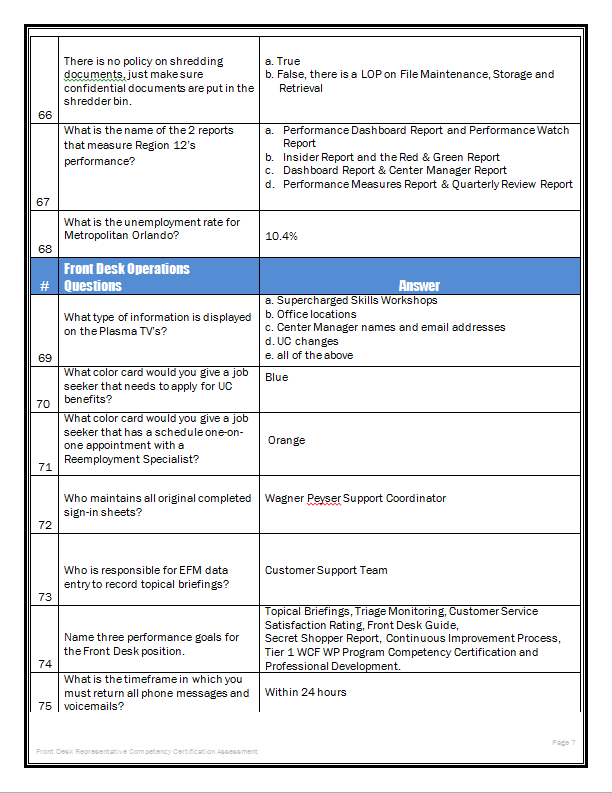 There is no policy on shredding
documents, just make sure
confidential documents are put in the
shredder bin.
66
a. True
b. False, there is a LOP on File Maintenance, Storage and
Retrieval
What is the name of the 2 reports
that measure Region 12's
performance?
67
a. Performance Dashboard Report and Performance Watch
Report
b. Insider Report and the Red & Green Report
c. Dashboard Report & Center Manager Report
d. Performance Measures Report & Quarterly Review Report
What is the unemployment rate for
Metropolitan Orlando?
68
10.4%
# Front Desk Operations
Questions
Answer
What type of information is displayed
on the Plasma TV's?
69
a. Supercharged Skills Workshops
b. Office locations
c. Center Manager names and email addresses
d. UC changes
e. all of the above
What color card would you give a job
seeker that needs to apply for UC
benefits?
70
Blue
What color card would you give a job
seeker that has a schedule one-on-
one appointment with a
Reemployment Specialist?
71
Orange
Who maintains all original completed
sign-in sheets?
72
Wagner Peyser Support Coordinator
Who is responsible for EFM data
entry to record topical briefings?
73
Customer Support Team
Name three performance goals for
the Front Desk position.
74
Topical Briefings, Triage Monitoring, Customer Service
Satisfaction Rating, Front Desk Guide,
Secret Shopper Report, Continuous Improvement Process,
Tier 1 WCF WP Program Competency Certification and
Professional Development.
What is the timeframe in which you
must return all phone messages and
voicemails?
75
Within 24 hours
Page 7
Front Desk Representative Competency Certification Assessment